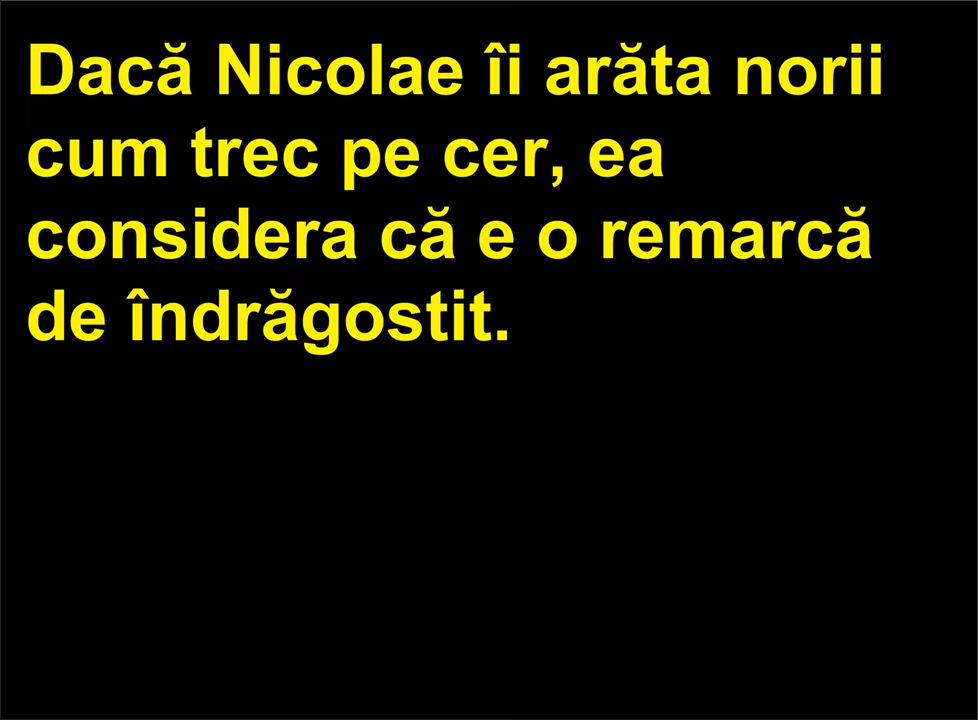 Dacă Nicolae îi arăta norii
cum trec pe cer, ea
considera că e o remarcă
de îndrăgostit.